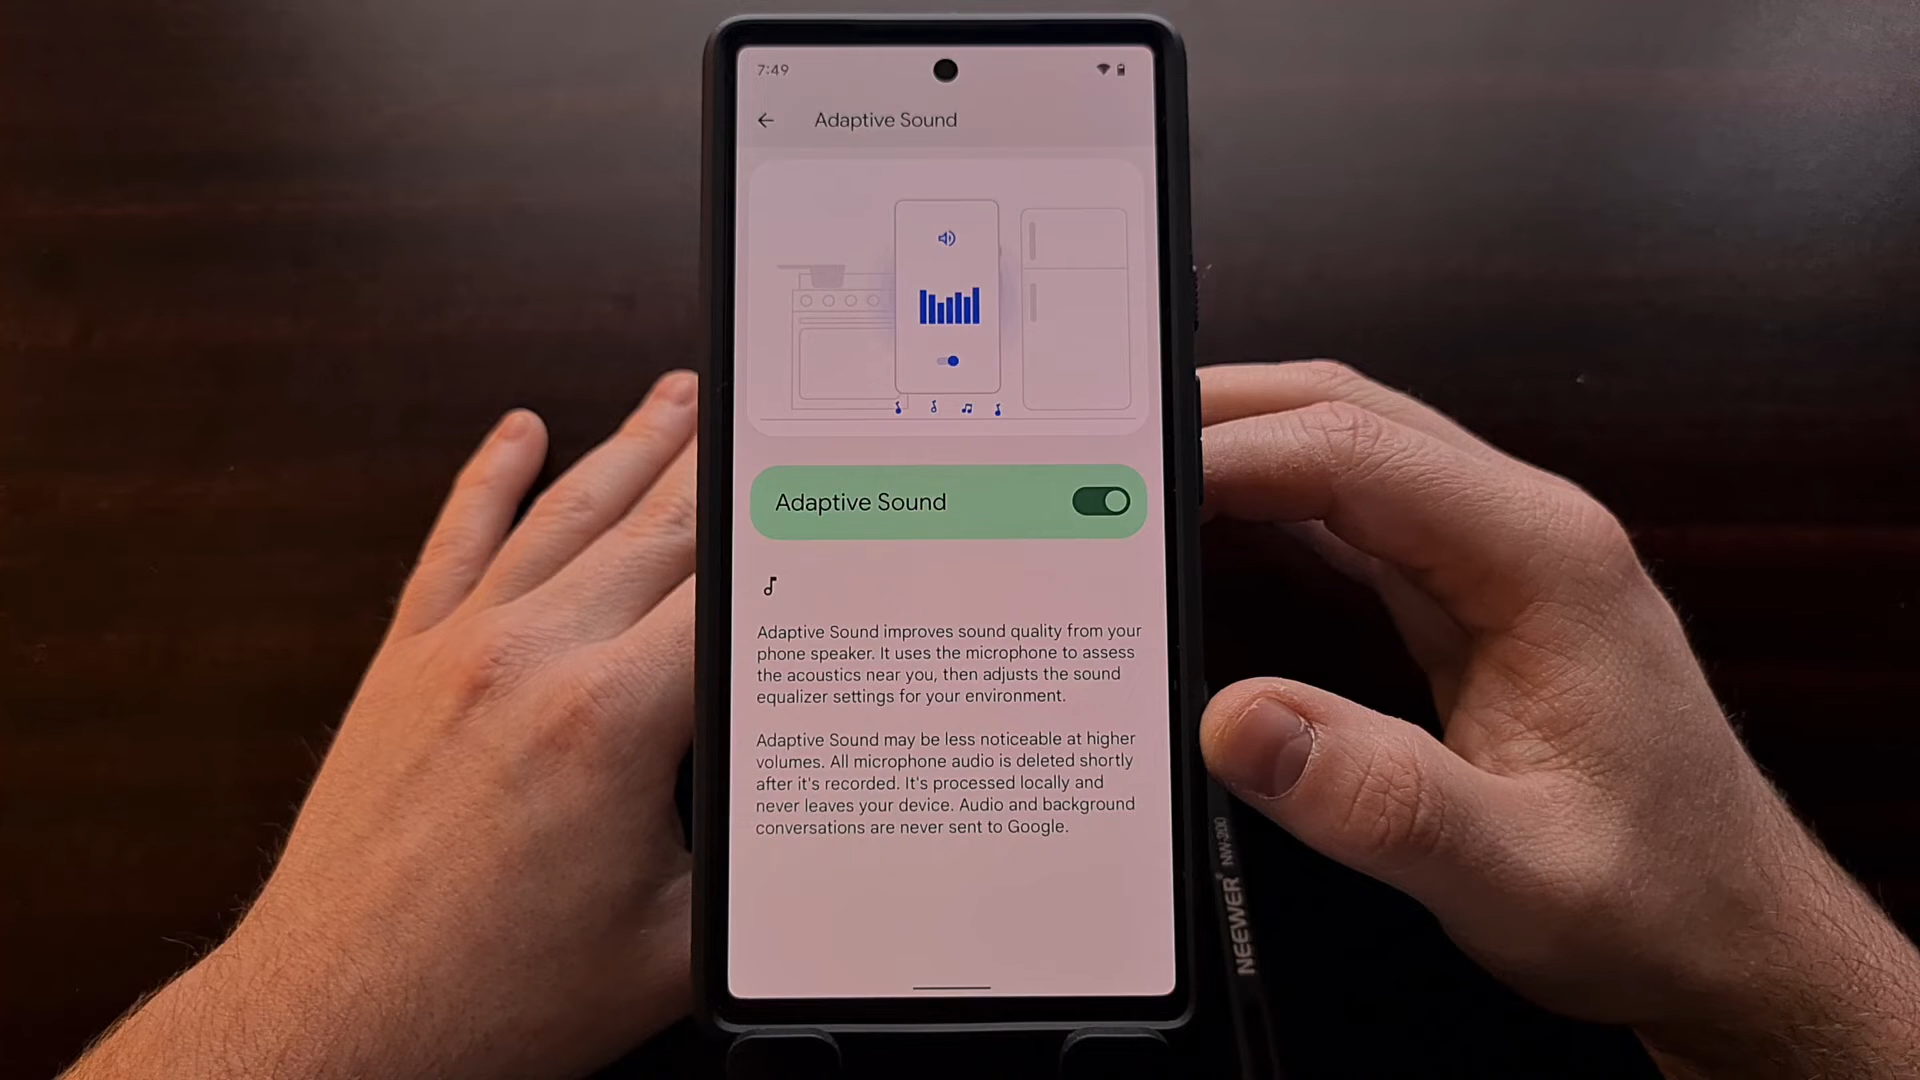 7:49
Adaptive Sound
Adaptive Sound
Adaptive Sound improves sound quality from your
phone speaker. It uses the microphone to assess
the acoustics near you, then adjusts the sound
equalizer settings for your environment.
Adaptive Sound may be less noticeable at higher
volumes. All microphone audio is deleted shortly
after it's recorded. It's processed locally and
never leaves your device. Audio and background
conversations are never sent to Google.
NEEWER® NW-200